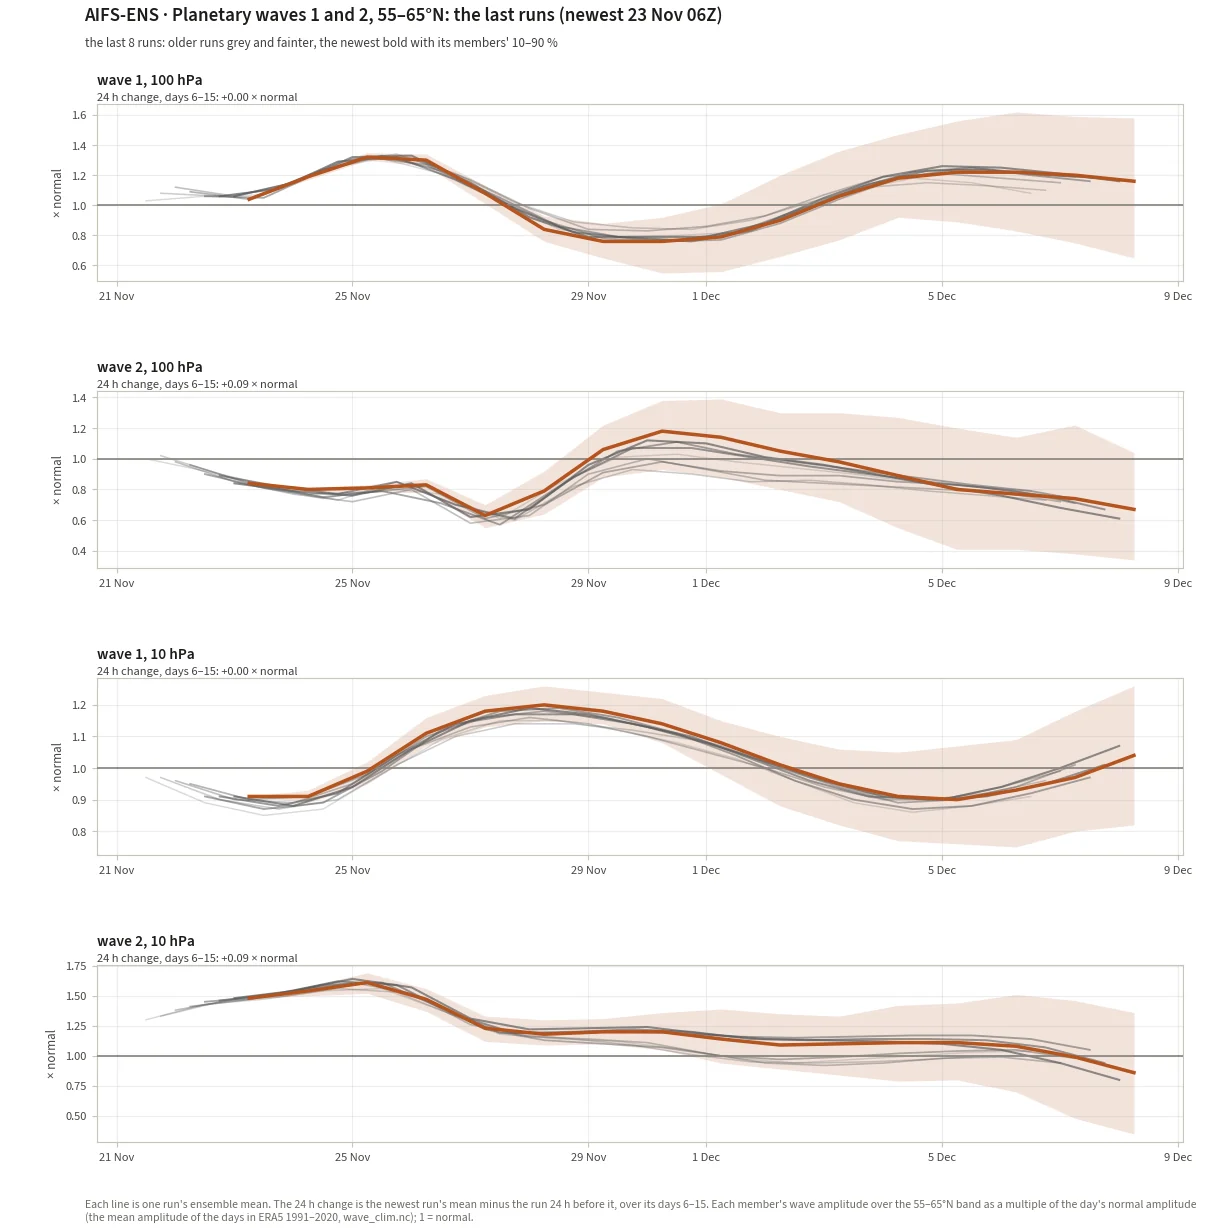 AIFS-ENS · Planetary waves 1 and 2, 55–65°N: the last runs (newest 23 Nov 06Z)
the last 8 runs: older runs grey and fainter, the newest bold with its members' 10–90 %
wave 1, 100 hPa
24 h change, days 6–15: +0.00 × normal
1.6
1.4
1.2
1.0
0.8
0.6
× normal
21 Nov 25 Nov 29 Nov 1 Dec 5 Dec 9 Dec
wave 2, 100 hPa
24 h change, days 6–15: +0.09 × normal
1.4
1.2
1.0
0.8
0.6
0.4
× normal
21 Nov 25 Nov 29 Nov 1 Dec 5 Dec 9 Dec
wave 1, 10 hPa
24 h change, days 6–15: +0.00 × normal
1.2
1.1
1.0
0.9
0.8
× normal
21 Nov 25 Nov 29 Nov 1 Dec 5 Dec 9 Dec
wave 2, 10 hPa
24 h change, days 6–15: +0.09 × normal
1.75
1.50
1.25
1.00
0.75
0.50
× normal
21 Nov 25 Nov 29 Nov 1 Dec 5 Dec 9 Dec
Each line is one run's ensemble mean. The 24 h change is the newest run's mean minus the run 24 h before it, over its days 6–15. Each member's wave amplitude over the 55–65°N band as a multiple of the day's normal amplitude
(the mean amplitude of the days in ERA5 1991–2020, wave_clim.nc); 1 = normal.